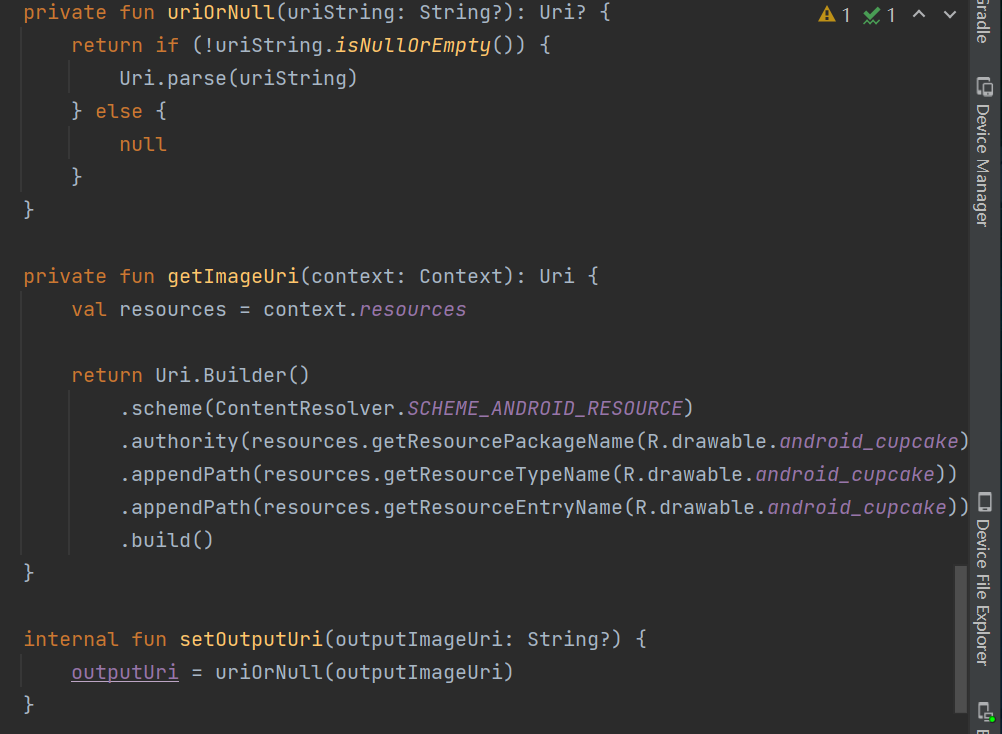 private fun uriOrNull(uriString: String?): Uri? {
    return if (!uriString.isNullOrEmpty()) {
        Uri.parse(uriString)
    } else {
        null
    }
}

private fun getImageUri(context: Context): Uri {
    val resources = context.resources

    return Uri.Builder()
        .scheme(ContentResolver.SCHEME_ANDROID_RESOURCE)
        .authority(resources.getResourcePackageName(R.drawable.android_cupcake)
        .appendPath(resources.getResourceTypeName(R.drawable.android_cupcake))
        .appendPath(resources.getResourceEntryName(R.drawable.android_cupcake))
        .build()
}

internal fun setOutputUri(outputImageUri: String?) {
    outputUri = uriOrNull(outputImageUri)
}
1 1
Device Manager
Device File Explorer